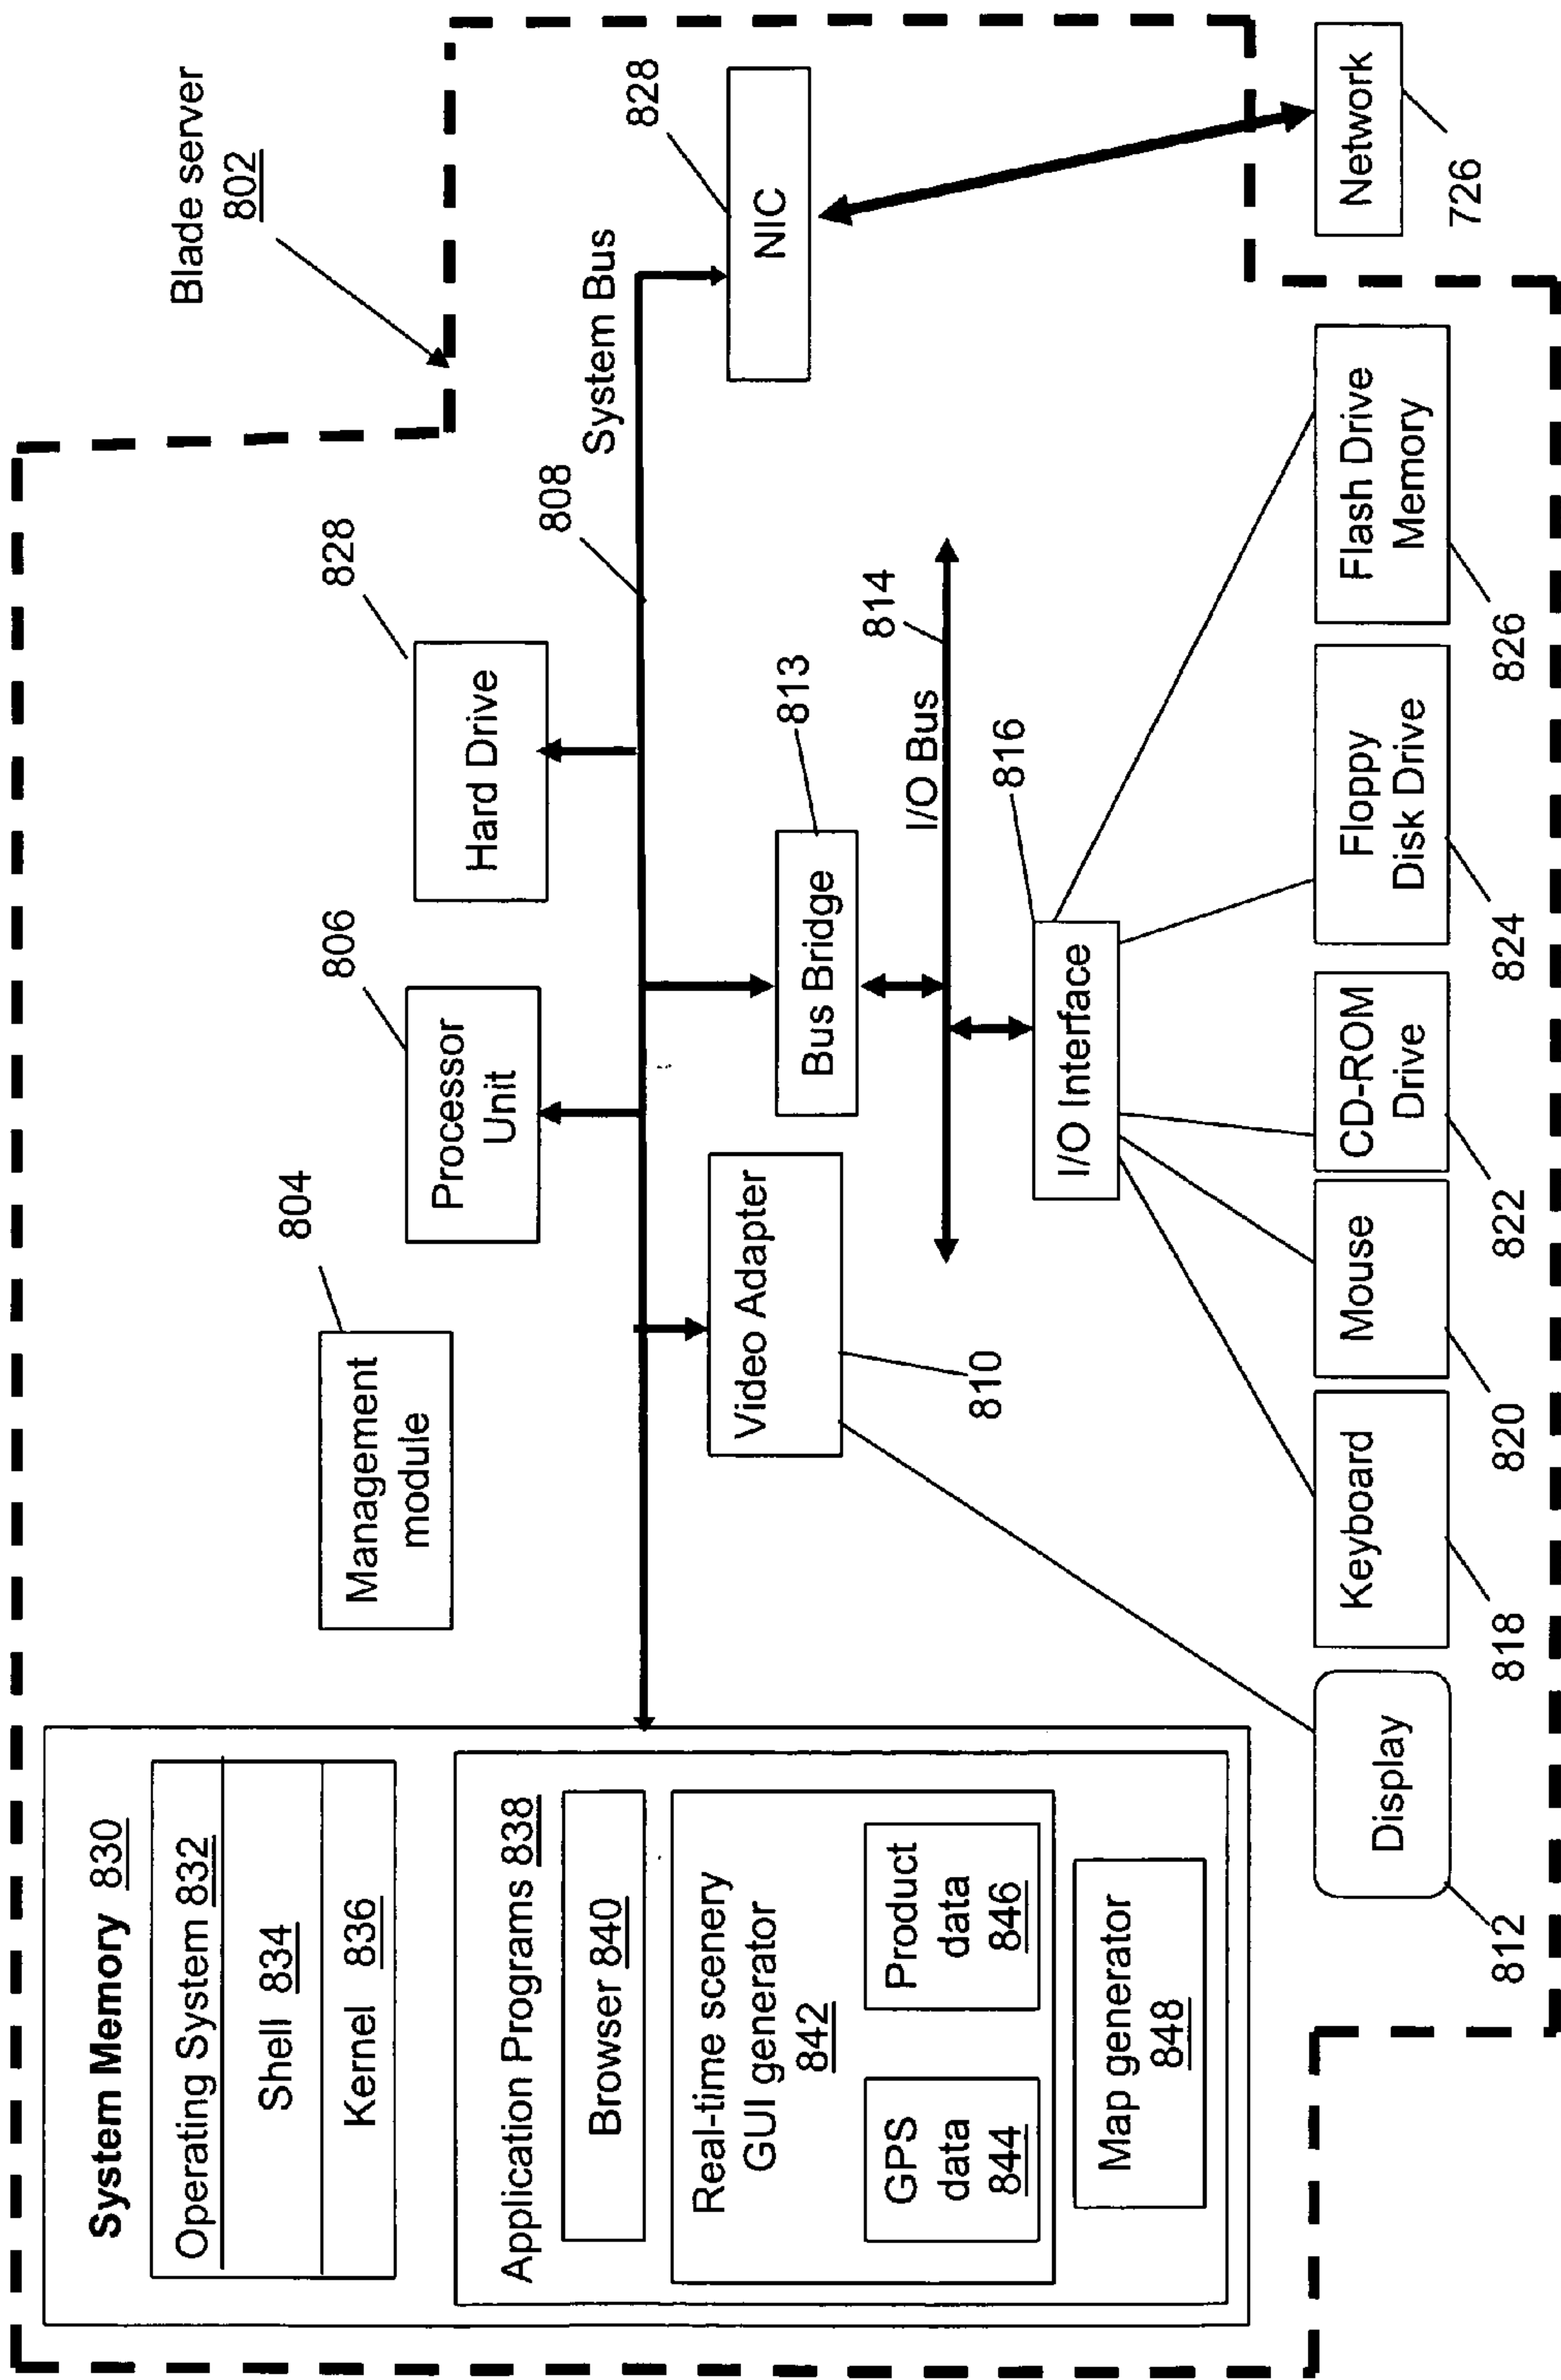 Blade server
802
System Memory 830
Operating System 832
Shell 834
Kernel 836
Application Programs 838
Browser 840
Real-time scenery
GUI generator
842
GPS
data
844
Product
data
846
Map generator
848
804
Management
module
806
Processor
Unit
828
Hard Drive
808
System Bus
828
NIC
Video Adapter
810
Bus Bridge
813
I/O Bus
814
816
I/O Interface
Display
812
Keyboard
818
Mouse
820
CD-ROM
Drive
822
Floppy
Disk Drive
824
Flash Drive
Memory
826
Network
726